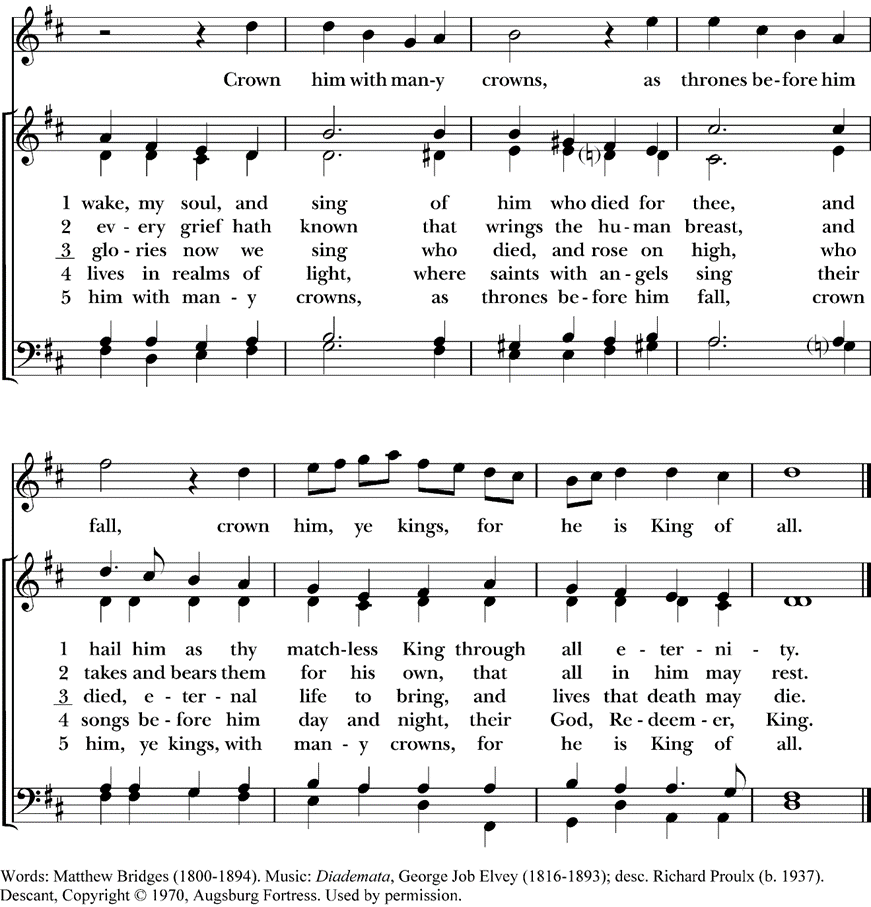 Crown him with man-y crowns, as thrones be-fore him
1 wake, my soul, and sing of him who died for thee, and
2 ev - ery grief hath known that wrings the hu-man breast, and
3 glo - ries now we sing who died, and rose on high, who
4 lives in realms of light, where saints with an-gels sing their
5 him with man - y crowns, as thrones be-fore him fall, crown
fall, crown him, ye kings, for he is King of all.
1 hail him as thy match-less King through all e - ter - ni - ty.
2 takes and bears them for his own, that all in him may rest.
3 died, e - ter - nal life to bring, and lives that death may die.
4 songs be - fore him day and night, their God, Re - deem - er, King.
5 him, ye kings, with man - y crowns, for he is King of all.
Words: Matthew Bridges (1800-1894). Music: Diademata, George Job Elvey (1816-1893); desc. Richard Proulx (b. 1937).
Descant, Copyright © 1970, Augsburg Fortress. Used by permission.